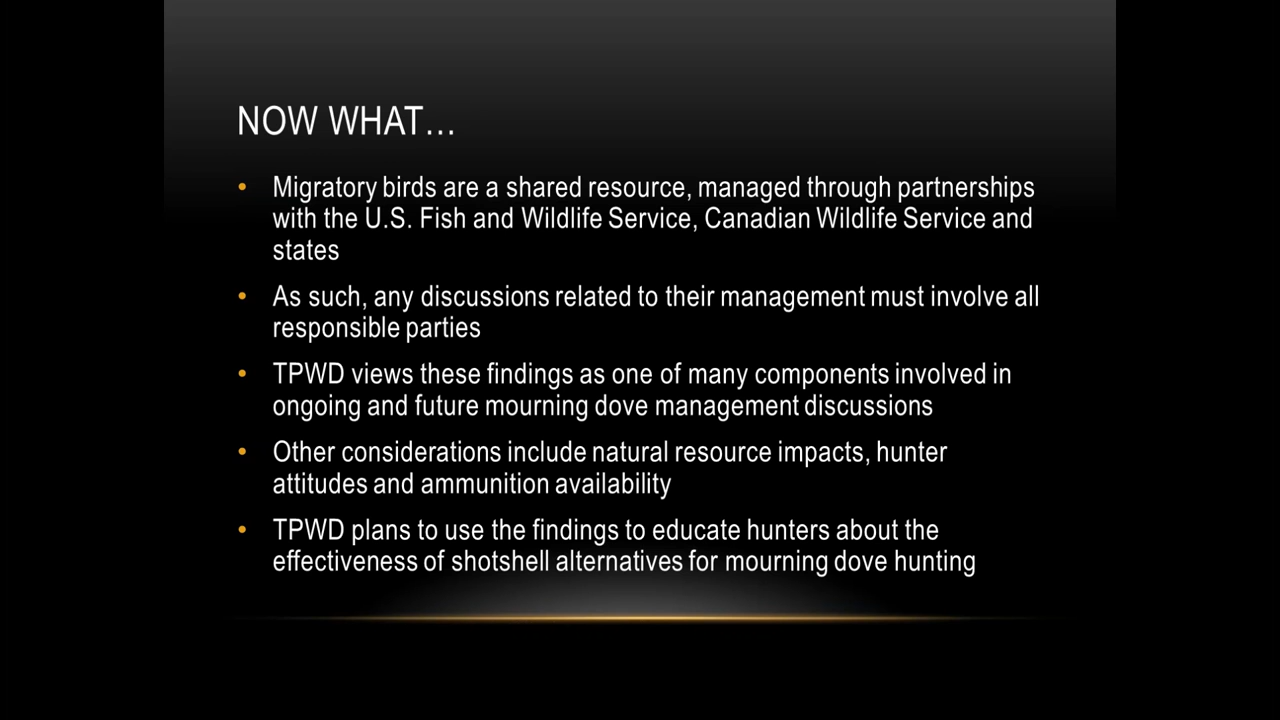 NOW WHAT...
• Migratory birds are a shared resource, managed through partnerships
with the U.S. Fish and Wildlife Service, Canadian Wildlife Service and
states
• As such, any discussions related to their management must involve all
responsible parties
• TPWD views these findings as one of many components involved in
ongoing and future mourning dove management discussions
• Other considerations include natural resource impacts, hunter
attitudes and ammunition availability
• TPWD plans to use the findings to educate hunters about the
effectiveness of shotshell alternatives for mourning dove hunting